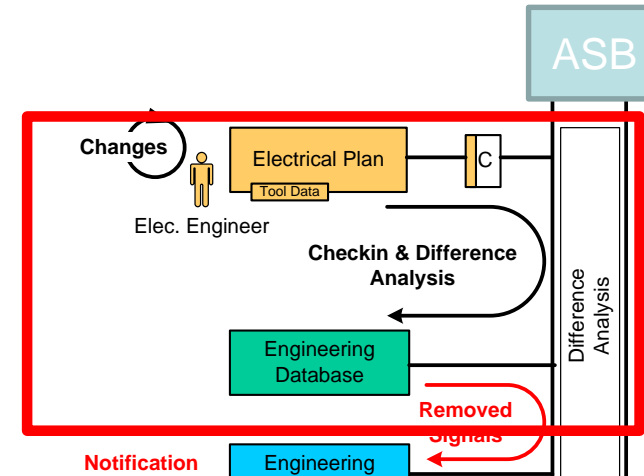 ASB
Changes
Electrical Plan
C
Tool Data
Elec. Engineer
Checkin & Difference
Analysis
Difference
Analysis
Engineering
Database
Removed
Signals
Notification
Engineering